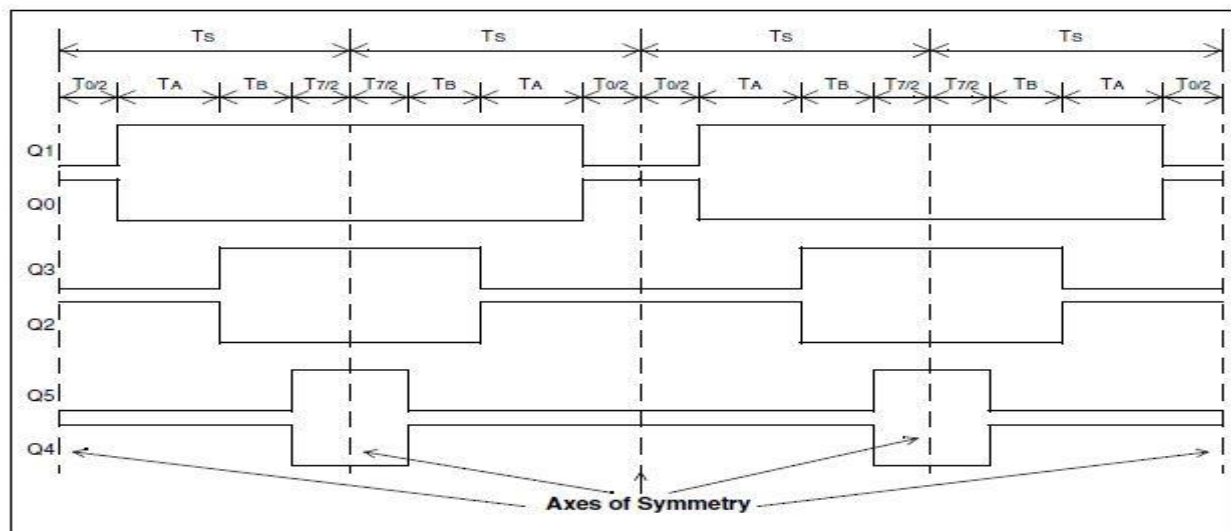 Ts Ts Ts Ts
T0/2 TA TB T7/2 T7/2 TB TA T0/2 T0/2 TA TB T7/2 T7/2 TB TA T0/2
Q1
Q0
Q3
Q2
Q5
Q4
Axes of Symmetry